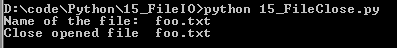 D:\code\Python\15_FileIO>python 15_FileClose.py
Name of the file:  foo.txt
Close opened file  foo.txt